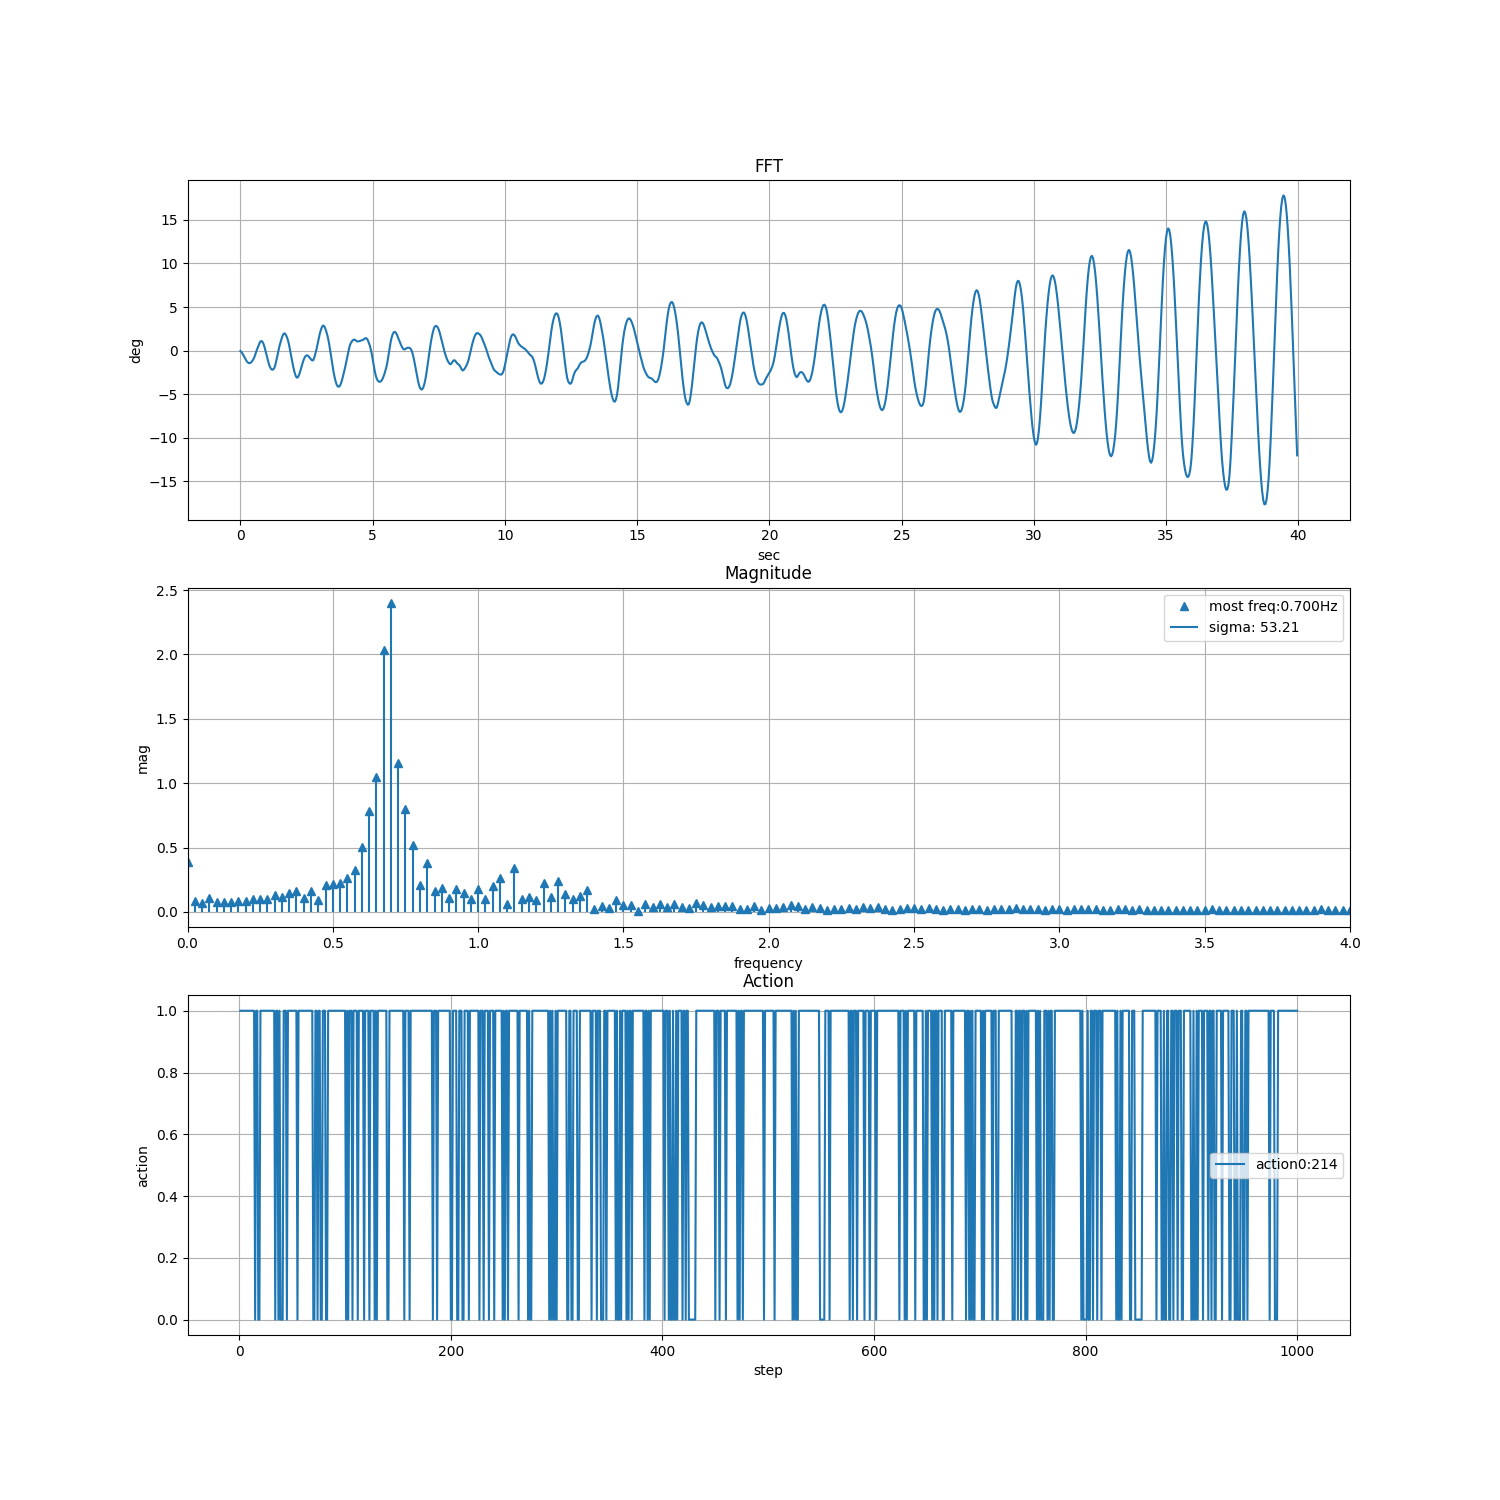 FFT
15
10
5
0
−5
−10
−15
deg
0 5 10 15 20 25 30 35 40
sec
Magnitude
2.5
2.0
1.5
1.0
0.5
0.0
mag
most freq:0.700Hz
sigma: 53.21
0.0 0.5 1.0 1.5 2.0 2.5 3.0 3.5 4.0
frequency
Action
1.0
0.8
0.6
0.4
0.2
0.0
action
action0:214
0 200 400 600 800 1000
step